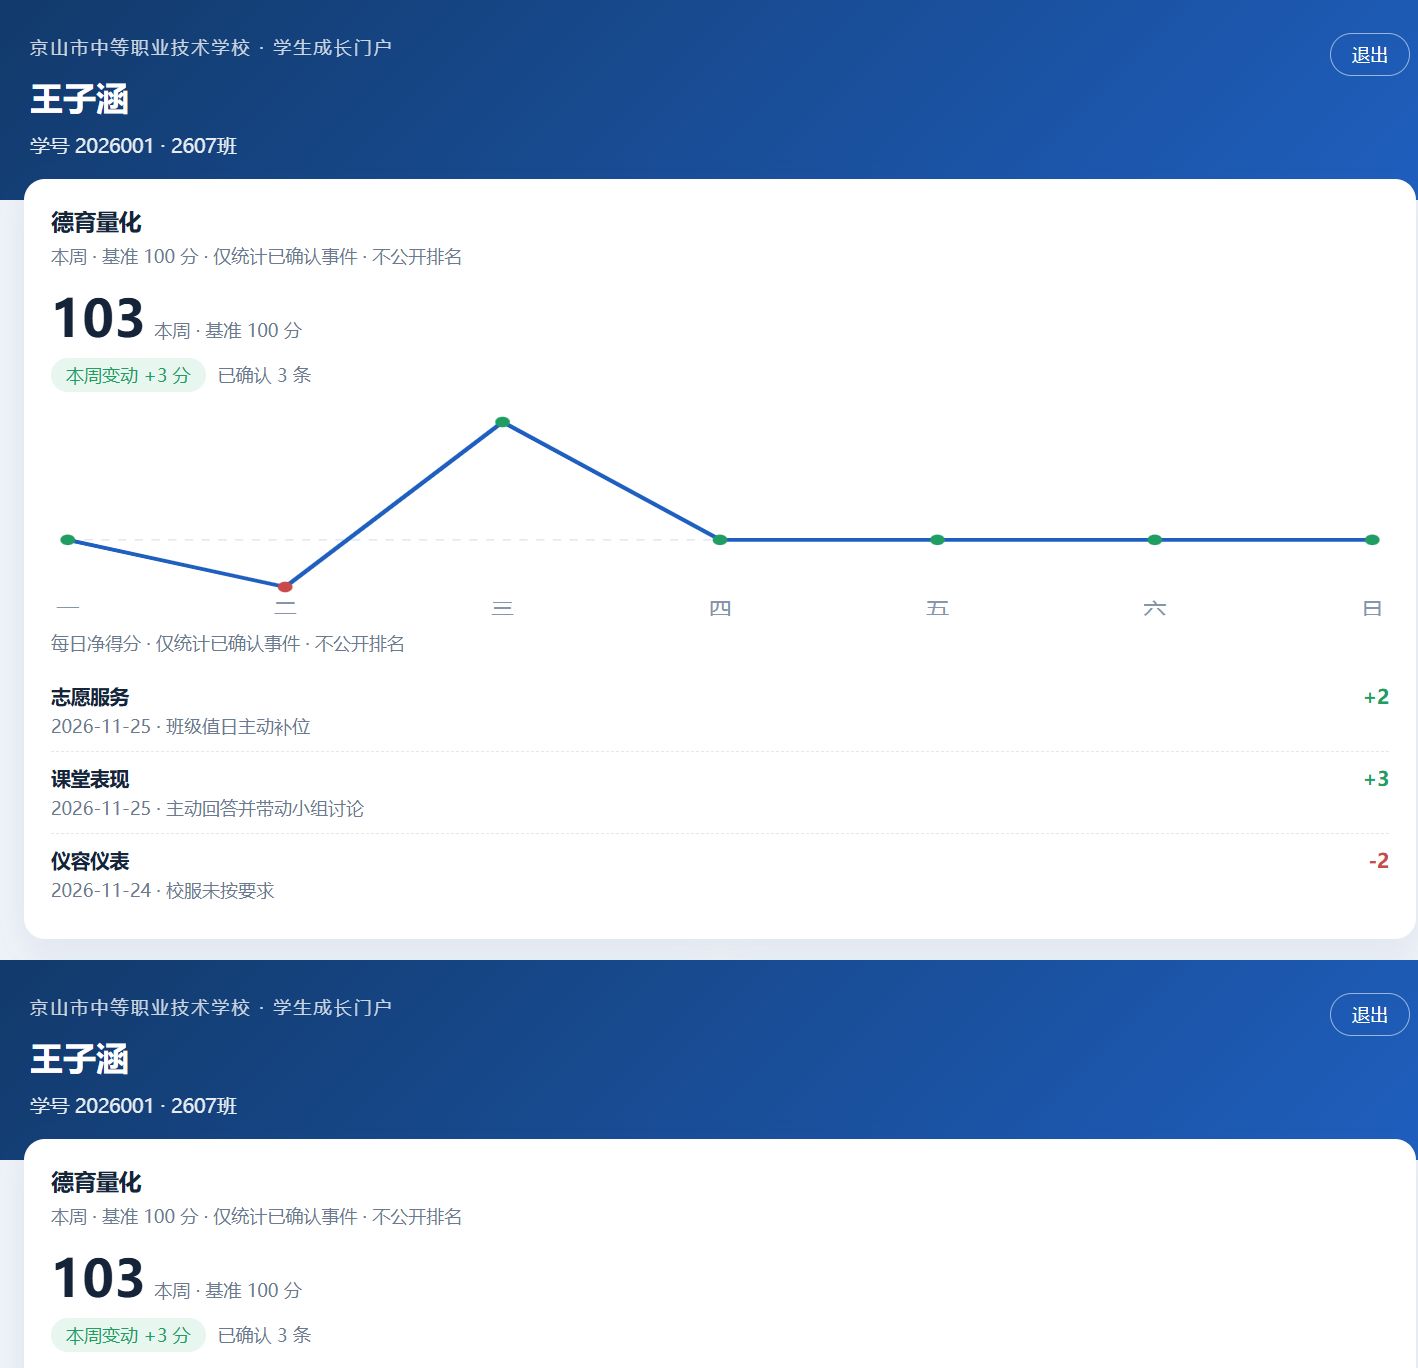 京山市中等职业技术学校 · 学生成长门户
退出
王子涵
学号 2026001 · 2607班
德育量化
本周 · 基准 100 分 · 仅统计已确认事件 · 不公开排名
103 本周 · 基准 100 分
本周变动 +3 分 已确认 3 条
一 二 三 四 五 六 日
每日净得分 · 仅统计已确认事件 · 不公开排名
志愿服务 +2
2026-11-25 · 班级值日主动补位
课堂表现 +3
2026-11-25 · 主动回答并带动小组讨论
仪容仪表 -2
2026-11-24 · 校服未按要求
京山市中等职业技术学校 · 学生成长门户
退出
王子涵
学号 2026001 · 2607班
德育量化
本周 · 基准 100 分 · 仅统计已确认事件 · 不公开排名
103 本周 · 基准 100 分
本周变动 +3 分 已确认 3 条